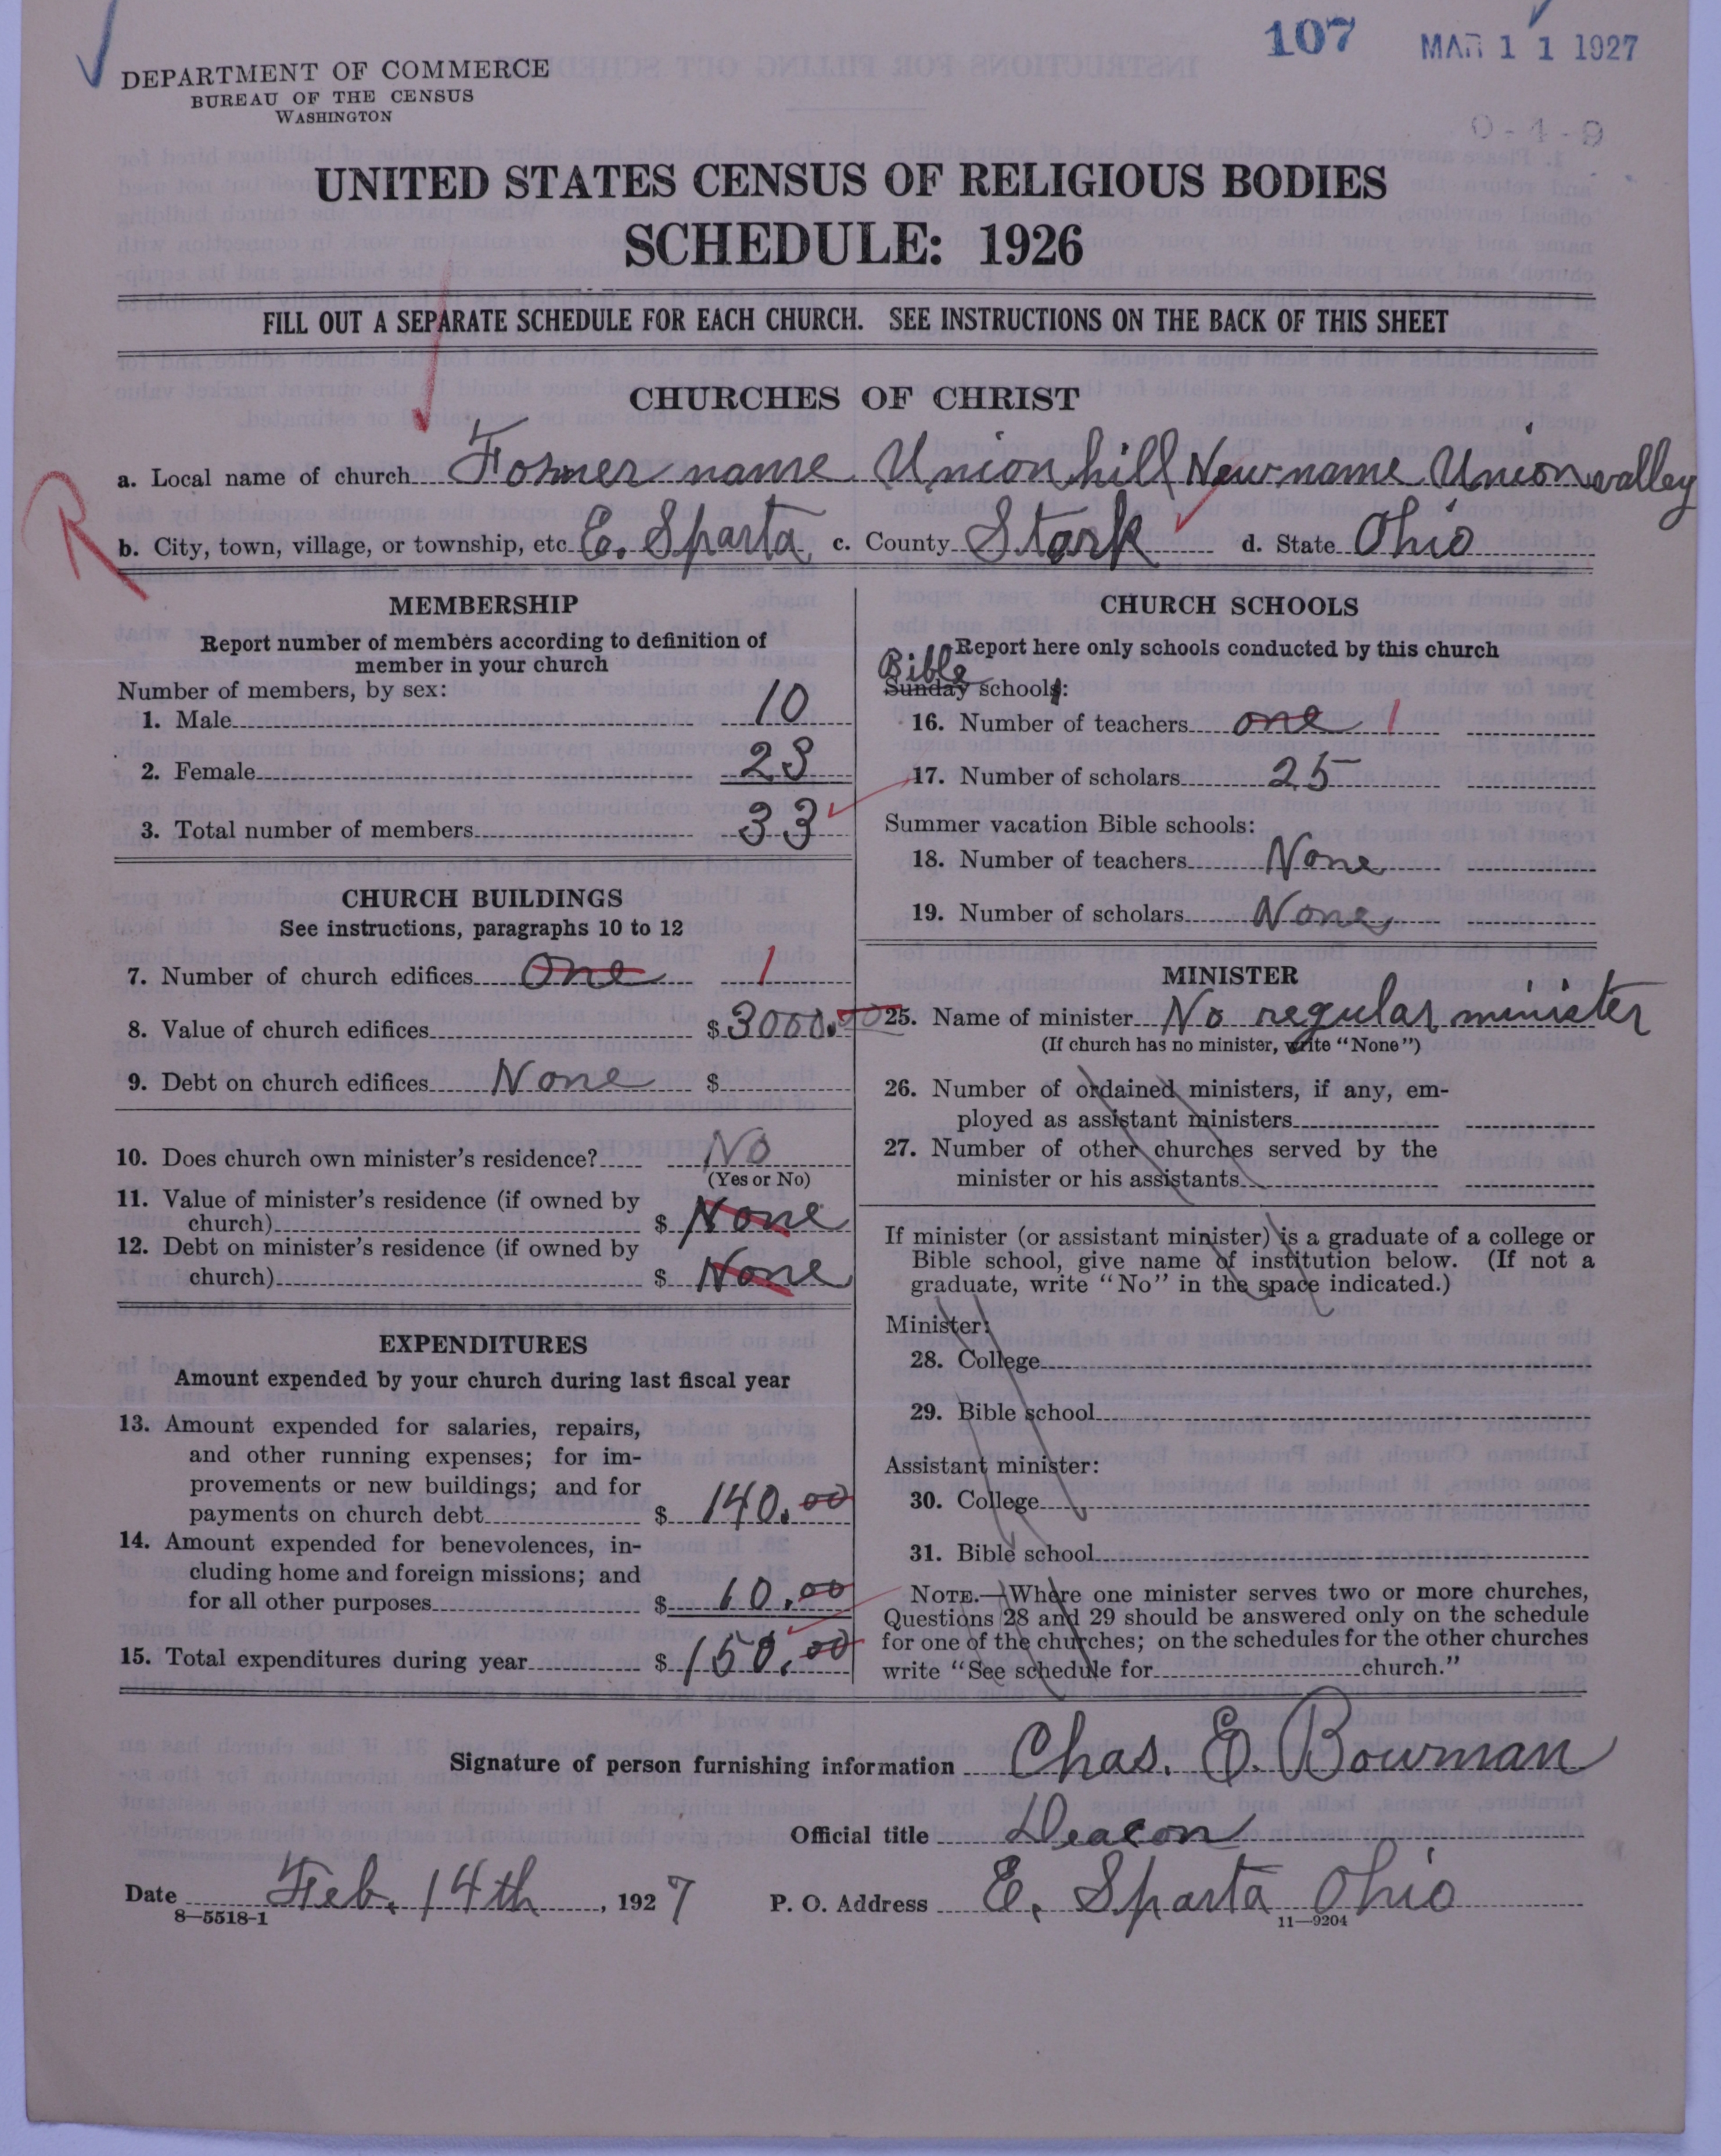 107 MAR 11 1927
DEPARTMENT OF COMMERCE
BUREAU OF THE CENSUS
WASHINGTON
0-4-9
UNITED STATES CENSUS OF RELIGIOUS BODIES
SCHEDULE: 1926
FILL OUT A SEPARATE SCHEDULE FOR EACH CHURCH. SEE INSTRUCTIONS ON THE BACK OF THIS SHEET
CHURCHES OF CHRIST
a. Local name of church Former name Union hill New name Union valley
R
b. City, town, village, or township, etc. E. Sparta c. County Stark d. State Ohio
MEMBERSHIP
Report number of members according to definition of
member in your church
Number of members, by sex:
1. Male 10
2. Female 23
3. Total number of members 33
CHURCH BUILDINGS
See instructions, paragraphs 10 to 12
7. Number of church edifices One 1
8. Value of church edifices $3000.00
9. Debt on church edifices None $
10. Does church own minister's residence? No
(Yes or No)
11. Value of minister's residence (if owned by
church) $ None
12. Debt on minister's residence (if owned by
church) $ None
EXPENDITURES
Amount expended by your church during last fiscal year
13. Amount expended for salaries, repairs,
and other running expenses; for im-
provements or new buildings; and for
payments on church debt $ 140.00
14. Amount expended for benevolences, in-
cluding home and foreign missions; and
for all other purposes $ 10.00
15. Total expenditures during year $ 150.00
CHURCH SCHOOLS
Report here only schools conducted by this church
Bible
Sunday schools:
16. Number of teachers one 1
17. Number of scholars 25
Summer vacation Bible schools:
18. Number of teachers None
19. Number of scholars None
MINISTER
25. Name of minister No regular minister
(If church has no minister, write "None")
26. Number of ordained ministers, if any, em-
ployed as assistant ministers
27. Number of other churches served by the
minister or his assistants
If minister (or assistant minister) is a graduate of a college or
Bible school, give name of institution below. (If not a
graduate, write "No" in the space indicated.)
Minister:
28. College
29. Bible school
Assistant minister:
30. College
31. Bible school
NOTE.—Where one minister serves two or more churches,
Questions 28 and 29 should be answered only on the schedule
for one of the churches; on the schedules for the other churches
write "See schedule for church."
Signature of person furnishing information Chas. E. Bowman
Official title Deacon
Date Feb. 14th, 1927 P. O. Address E. Sparta Ohio
8—5518-1 11—9204